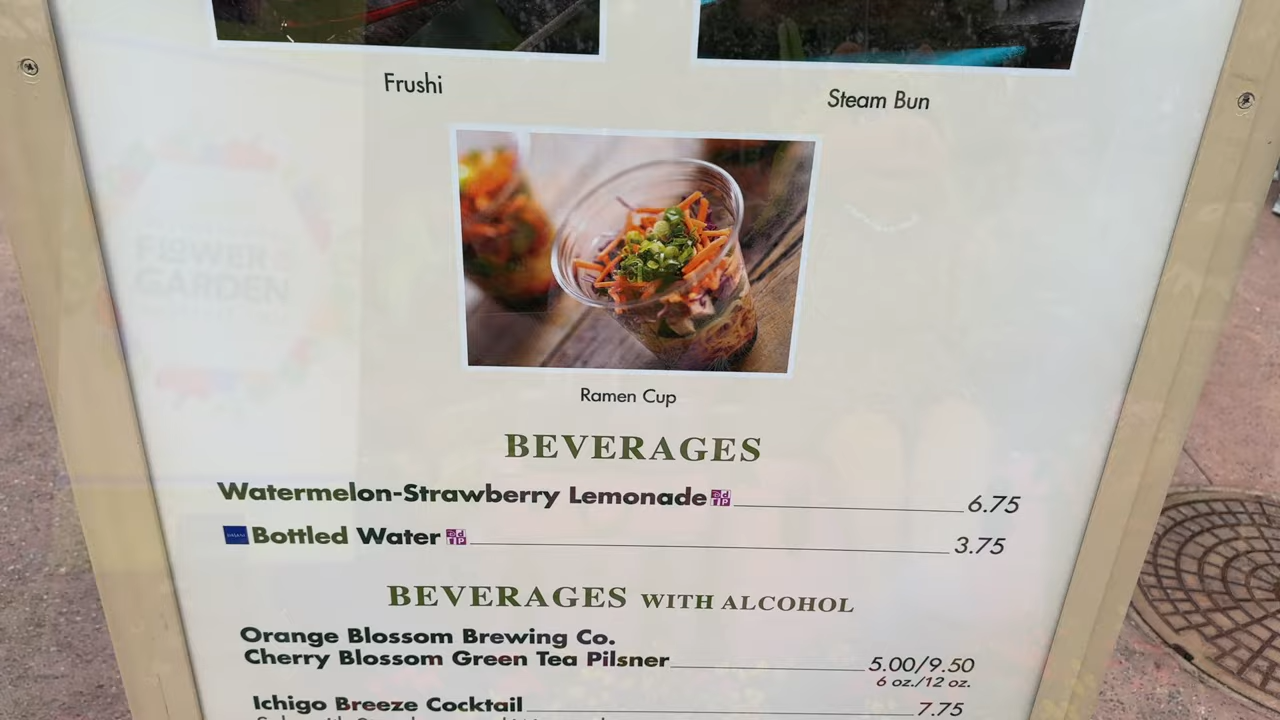 Frushi
Steam Bun
FLOWER
GARDEN
Ramen Cup
BEVERAGES
Watermelon-Strawberry Lemonade 6.75
DASANI Bottled Water 3.75
BEVERAGES WITH ALCOHOL
Orange Blossom Brewing Co.
Cherry Blossom Green Tea Pilsner 5.00/9.50
6 oz./12 oz.
Ichigo Breeze Cocktail 7.75